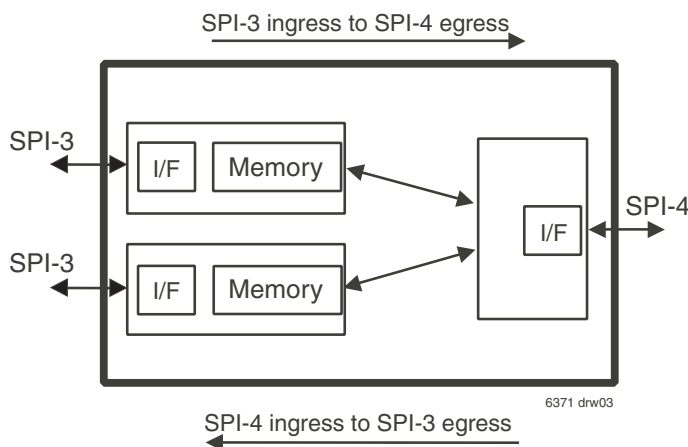 SPI-3 ingress to SPI-4 egress
SPI-3
I/F
Memory
SPI-4
I/F
SPI-3
I/F
Memory
6371 drw03
SPI-4 ingress to SPI-3 egress